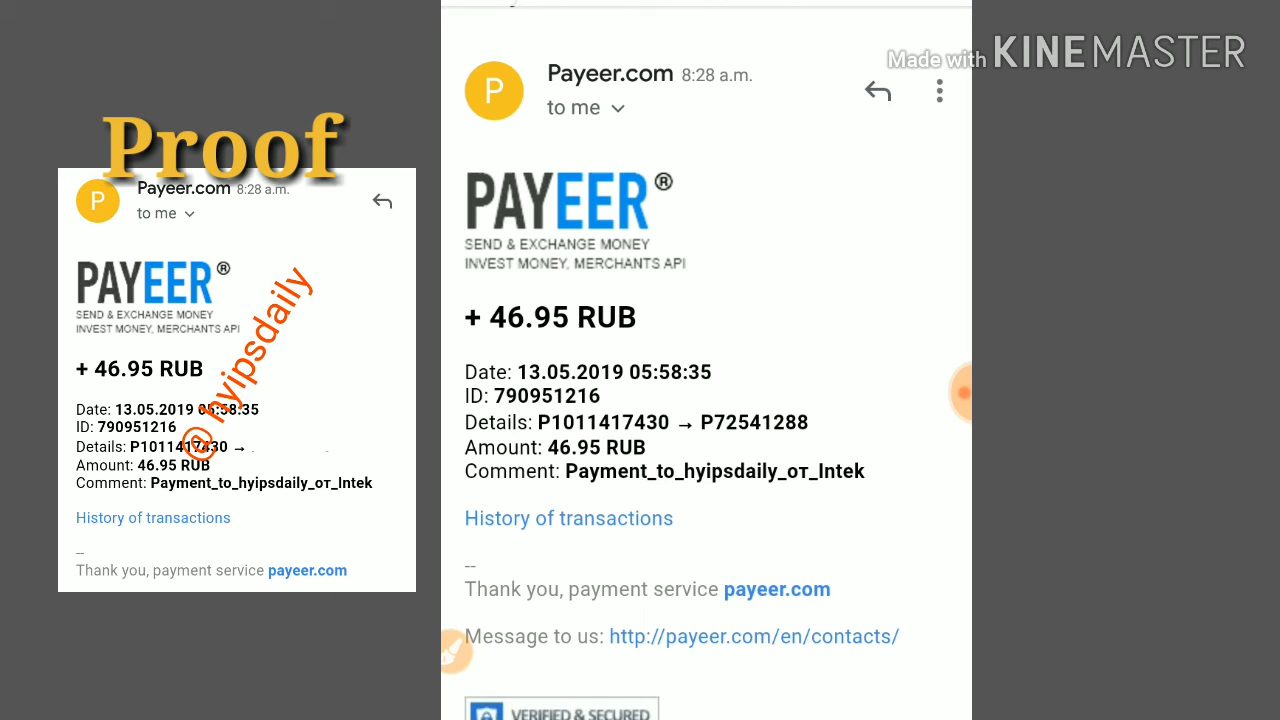 Made with KINEMASTER
Proof
P
Payeer.com 8:28 a.m.
to me
PAYEER®
SEND & EXCHANGE MONEY
INVEST MONEY, MERCHANTS API
+ 46.95 RUB
Date: 13.05.2019 05:58:35
ID: 790951216
Details: P1011417430 →
Amount: 46.95 RUB
Comment: Payment_to_hyipsdaily_от_Intek
History of transactions
--
Thank you, payment service payeer.com
@ hyipsdaily
P
Payeer.com 8:28 a.m.
to me
PAYEER®
SEND & EXCHANGE MONEY
INVEST MONEY, MERCHANTS API
+ 46.95 RUB
Date: 13.05.2019 05:58:35
ID: 790951216
Details: P1011417430 → P72541288
Amount: 46.95 RUB
Comment: Payment_to_hyipsdaily_от_Intek
History of transactions
--
Thank you, payment service payeer.com
Message to us: http://payeer.com/en/contacts/
VERIFIED & SECURED